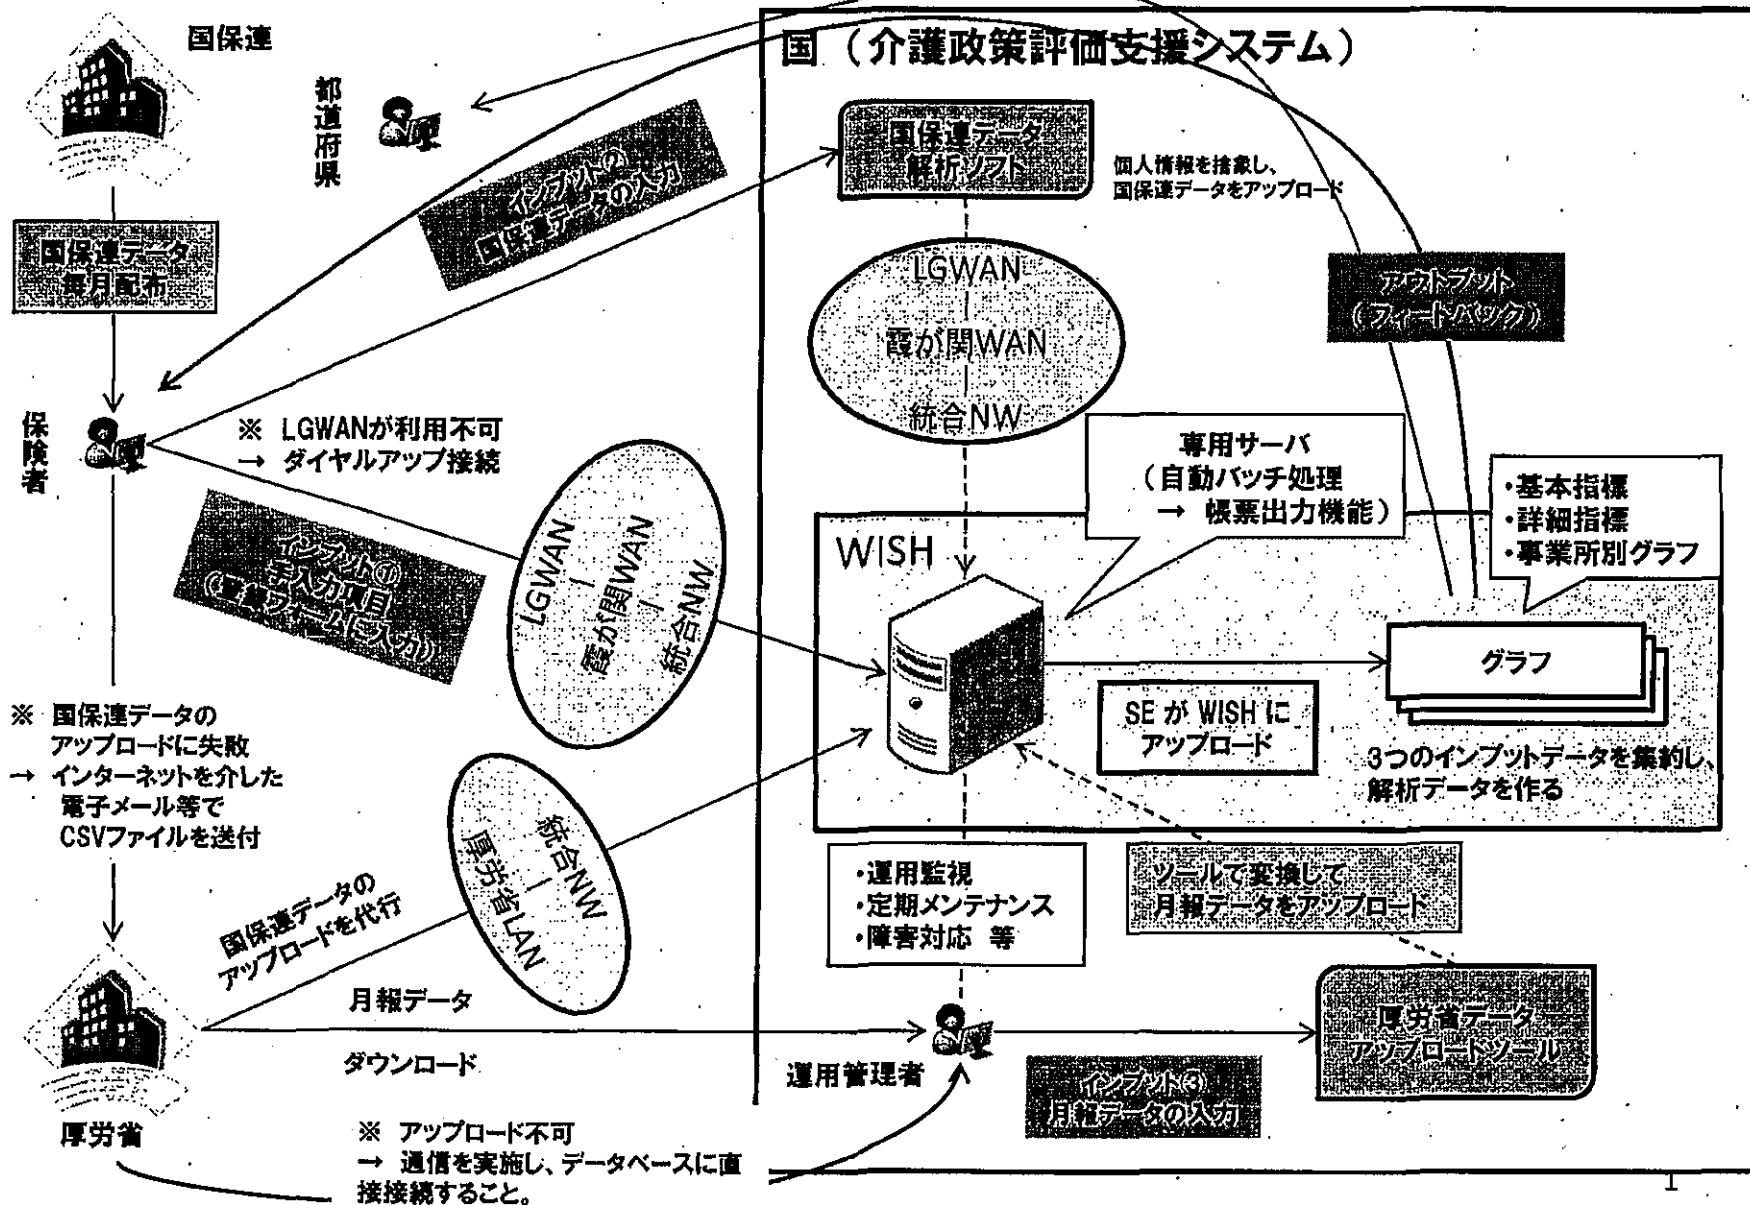 国保連
都道府県
国（介護政策評価支援システム）
国保連データ
解析ソフト
個人情報を捨象し、
国保連データをアップロード
インプット②
国保連データの入力
国保連データ
毎月配布
LGWAN
霞が関WAN
統合NW
アウトプット
（フィードバック）
保険者
※ LGWANが利用不可
→ ダイヤルアップ接続
専用サーバ
（自動バッチ処理
→ 帳票出力機能）
・基本指標
・詳細指標
・事業所別グラフ
インプット①
手入力項目
（登録フォームに入力）
LGWAN
霞が関WAN
統合NW
WISH
グラフ
SE が WISH に
アップロード
3つのインプットデータを集約し、
解析データを作る
※ 国保連データの
アップロードに失敗
→ インターネットを介した
電子メール等で
CSVファイルを送付
統合NW
厚労省LAN
国保連データの
アップロードを代行
・運用監視
・定期メンテナンス
・障害対応 等
ツールで変換して
月報データをアップロード
月報データ
ダウンロード
運用管理者
厚労省データ
アップロードツール
インプット③
月報データの入力
厚労省
※ アップロード不可
→ 通信を実施し、データベースに直
接接続すること。
1